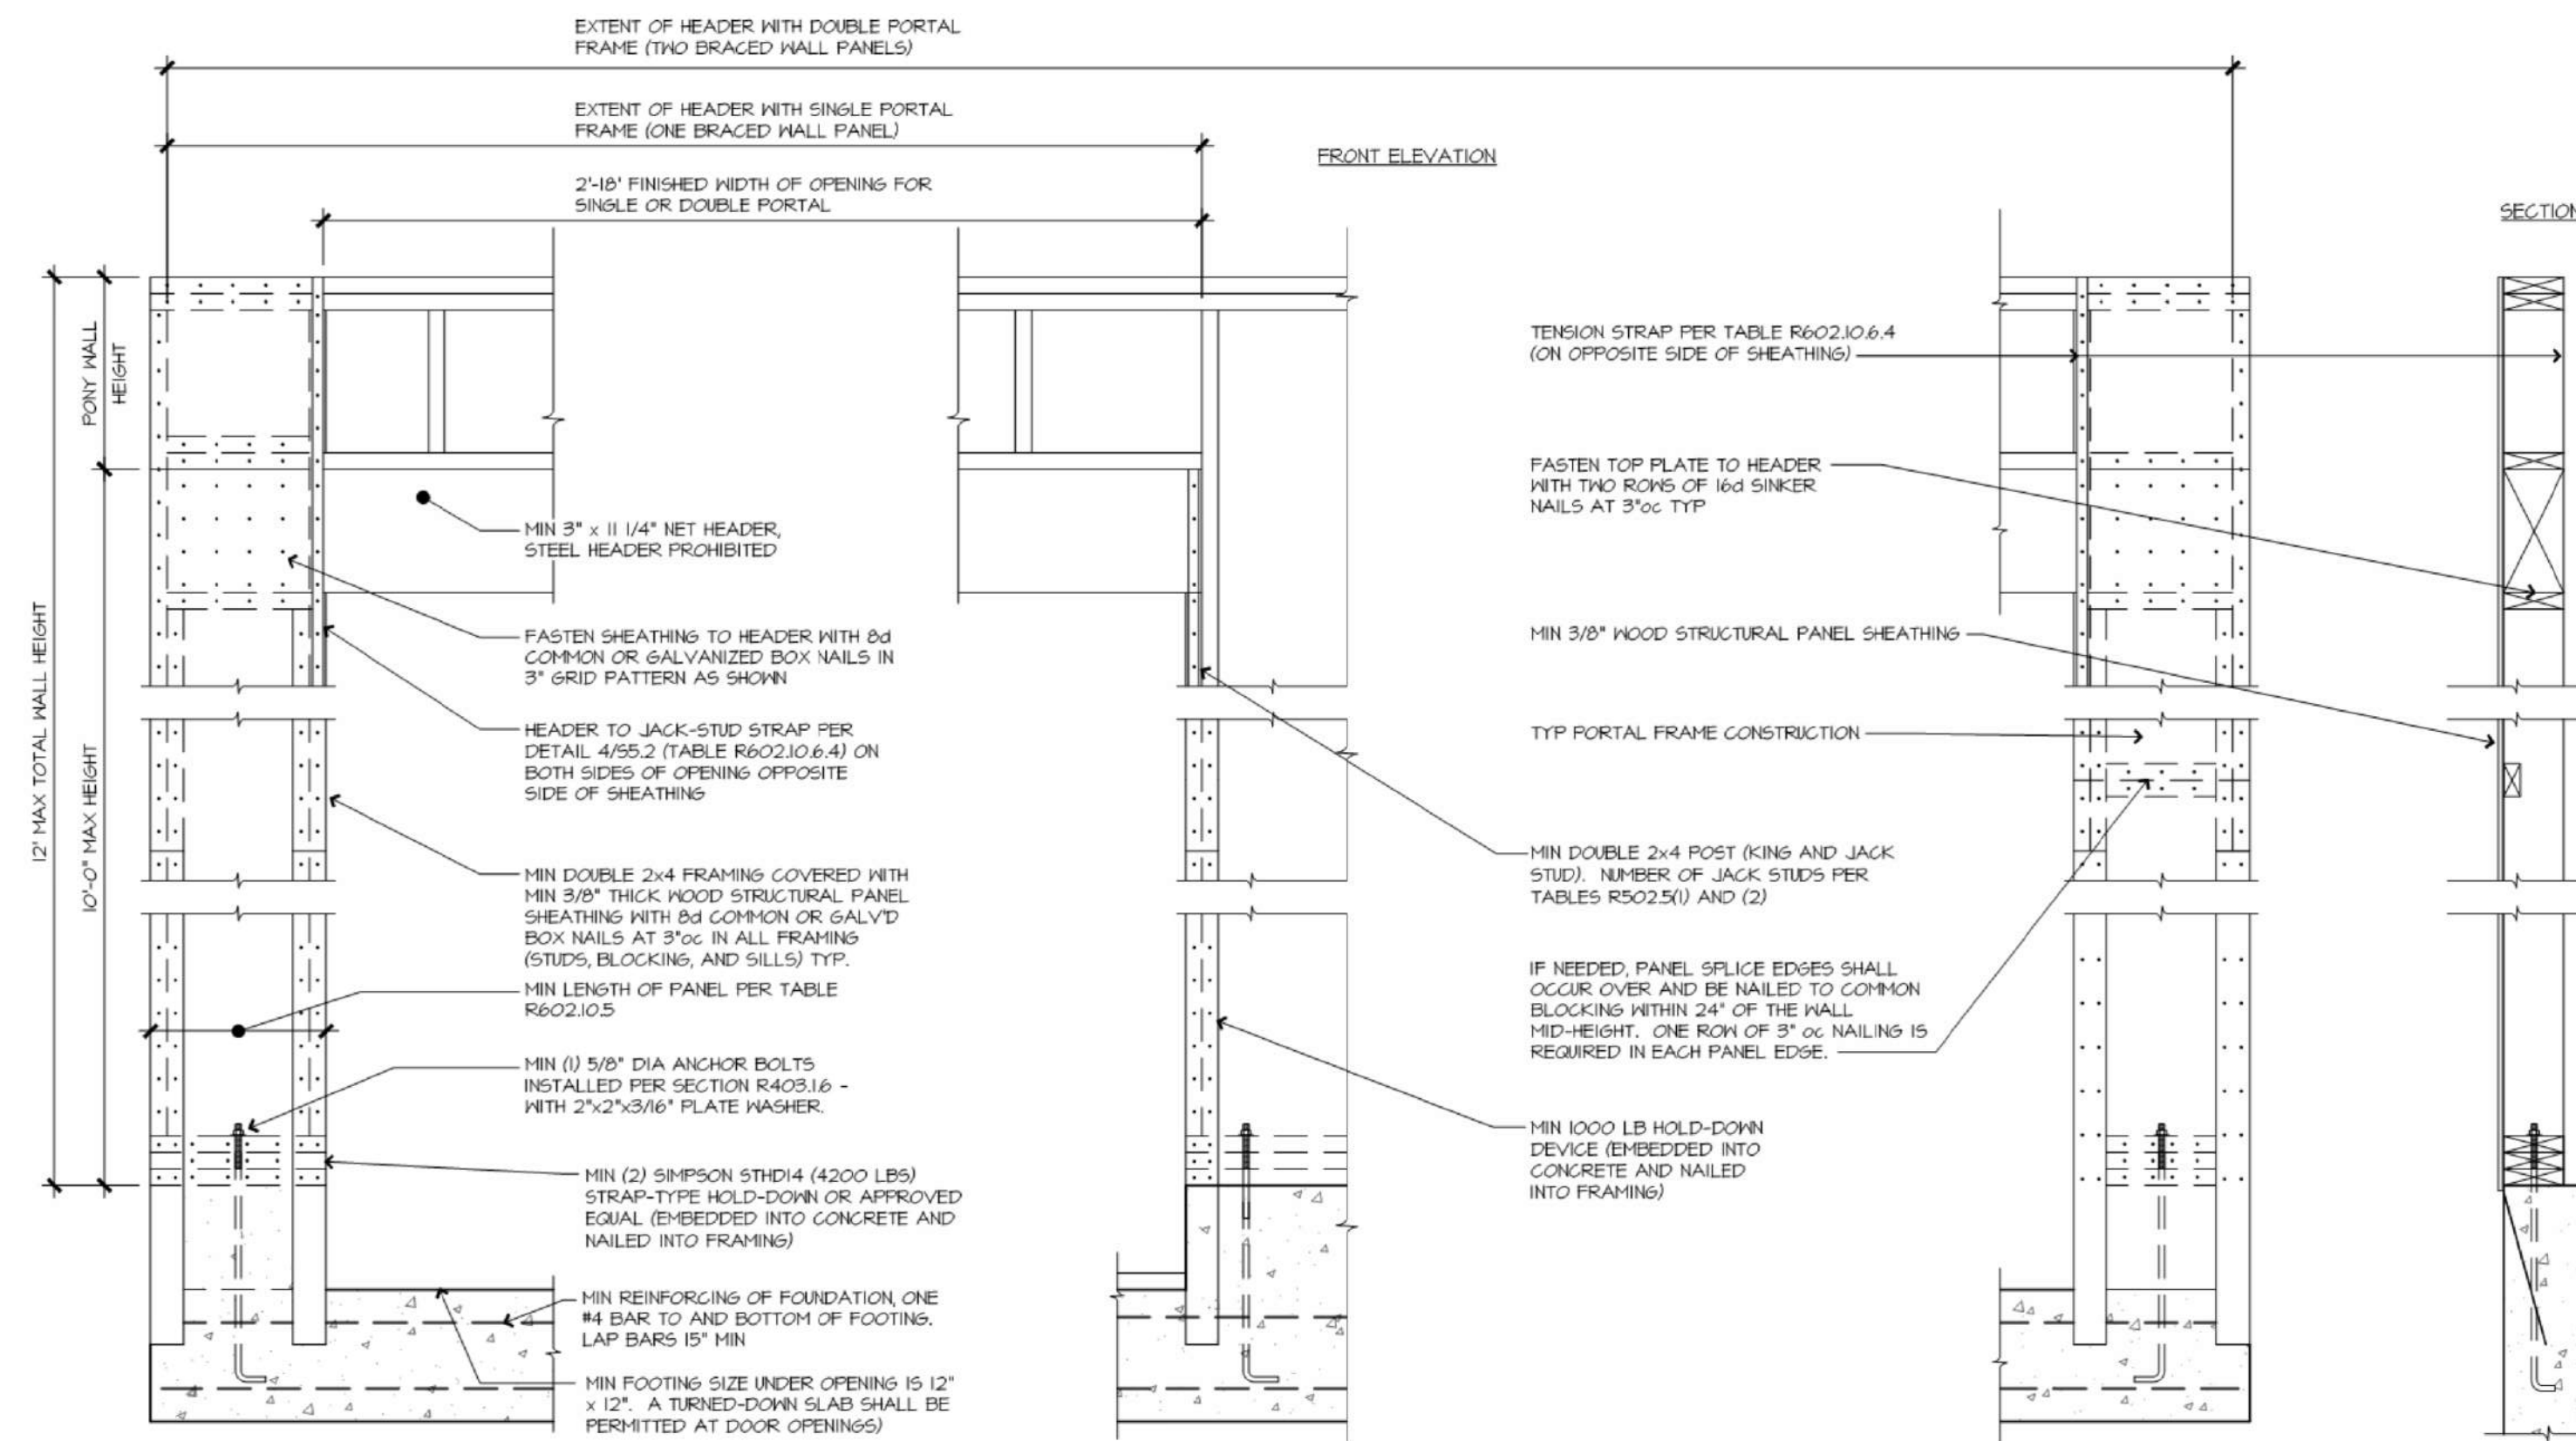 EXTENT OF HEADER WITH DOUBLE PORTAL
FRAME (TWO BRACED WALL PANELS)
EXTENT OF HEADER WITH SINGLE PORTAL
FRAME (ONE BRACED WALL PANEL)
FRONT ELEVATION
2'-18' FINISHED WIDTH OF OPENING FOR
SINGLE OR DOUBLE PORTAL
SECTION
PONY WALL
HEIGHT
12' MAX TOTAL WALL HEIGHT
10'-0" MAX HEIGHT
MIN 3" x 11 1/4" NET HEADER,
STEEL HEADER PROHIBITED
FASTEN SHEATHING TO HEADER WITH 8d
COMMON OR GALVANIZED BOX NAILS IN
3" GRID PATTERN AS SHOWN
HEADER TO JACK-STUD STRAP PER
DETAIL 4/S5.2 (TABLE R602.10.6.4) ON
BOTH SIDES OF OPENING OPPOSITE
SIDE OF SHEATHING
MIN DOUBLE 2x4 FRAMING COVERED WITH
MIN 3/8" THICK WOOD STRUCTURAL PANEL
SHEATHING WITH 8d COMMON OR GALV'D
BOX NAILS AT 3"oc IN ALL FRAMING
(STUDS, BLOCKING, AND SILLS) TYP.
MIN LENGTH OF PANEL PER TABLE
R602.10.5
MIN (1) 5/8" DIA ANCHOR BOLTS
INSTALLED PER SECTION R403.1.6 -
WITH 2"x2"x3/16" PLATE WASHER.
MIN (2) SIMPSON STHD14 (4200 LBS)
STRAP-TYPE HOLD-DOWN OR APPROVED
EQUAL (EMBEDDED INTO CONCRETE AND
NAILED INTO FRAMING)
MIN REINFORCING OF FOUNDATION, ONE
#4 BAR TO AND BOTTOM OF FOOTING.
LAP BARS 15" MIN
MIN FOOTING SIZE UNDER OPENING IS 12"
x 12". A TURNED-DOWN SLAB SHALL BE
PERMITTED AT DOOR OPENINGS)
TENSION STRAP PER TABLE R602.10.6.4
(ON OPPOSITE SIDE OF SHEATHING)
FASTEN TOP PLATE TO HEADER
WITH TWO ROWS OF 16d SINKER
NAILS AT 3"oc TYP
MIN 3/8" WOOD STRUCTURAL PANEL SHEATHING
TYP PORTAL FRAME CONSTRUCTION
MIN DOUBLE 2x4 POST (KING AND JACK
STUD). NUMBER OF JACK STUDS PER
TABLES R502.5(1) AND (2)
IF NEEDED, PANEL SPLICE EDGES SHALL
OCCUR OVER AND BE NAILED TO COMMON
BLOCKING WITHIN 24" OF THE WALL
MID-HEIGHT. ONE ROW OF 3" oc NAILING IS
REQUIRED IN EACH PANEL EDGE.
MIN 1000 LB HOLD-DOWN
DEVICE (EMBEDDED INTO
CONCRETE AND NAILED
INTO FRAMING)